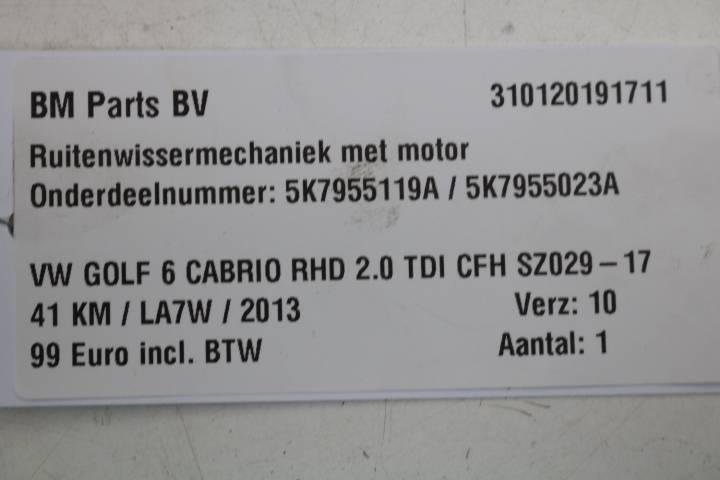 BM Parts BV 310120191711
Ruitenwissermechaniek met motor
Onderdeelnummer: 5K7955119A / 5K7955023A
VW GOLF 6 CABRIO RHD 2.0 TDI CFH SZ029 – 17
41 KM / LA7W / 2013 Verz: 10
99 Euro incl. BTW Aantal: 1